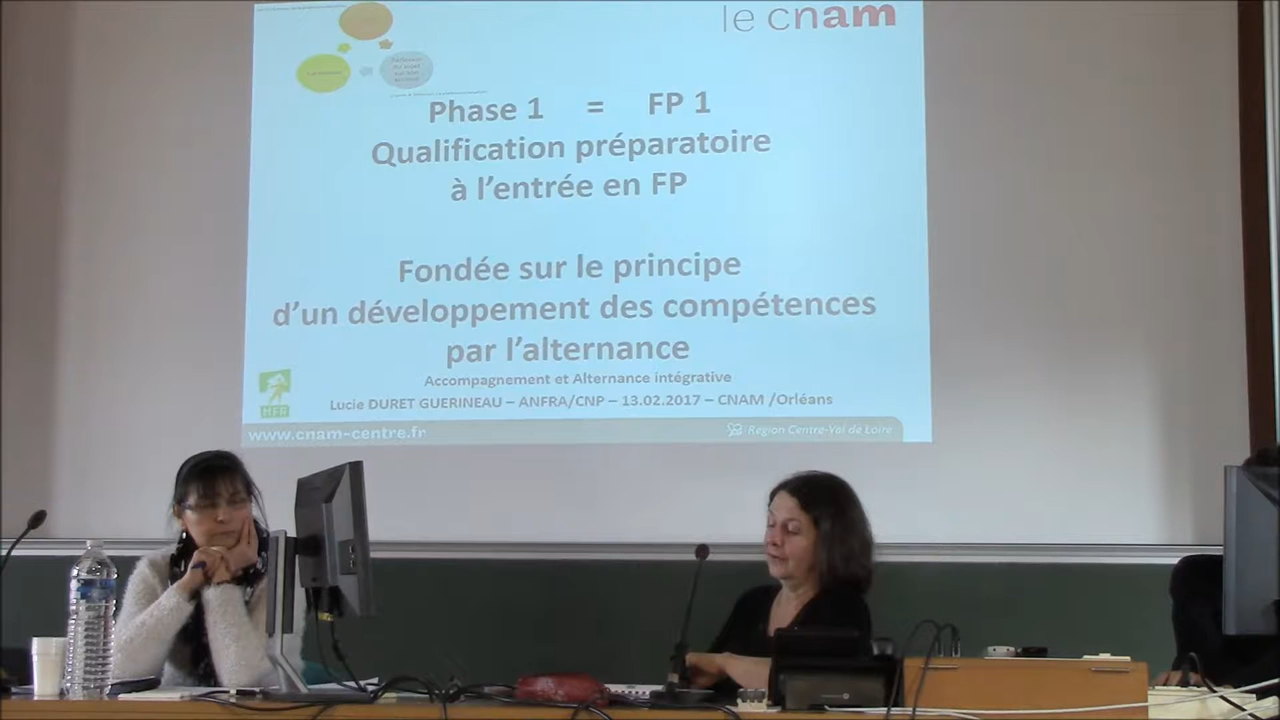 le cnam
Phase 1 = FP 1
Qualification préparatoire
à l'entrée en FP
Fondée sur le principe
d'un développement des compétences
par l'alternance
Accompagnement et Alternance intégrative
Lucie DURET GUERINEAU – ANFRA/CNP – 13.02.2017 – CNAM /Orléans
MFR
www.cnam-centre.fr
Région Centre-Val de Loire